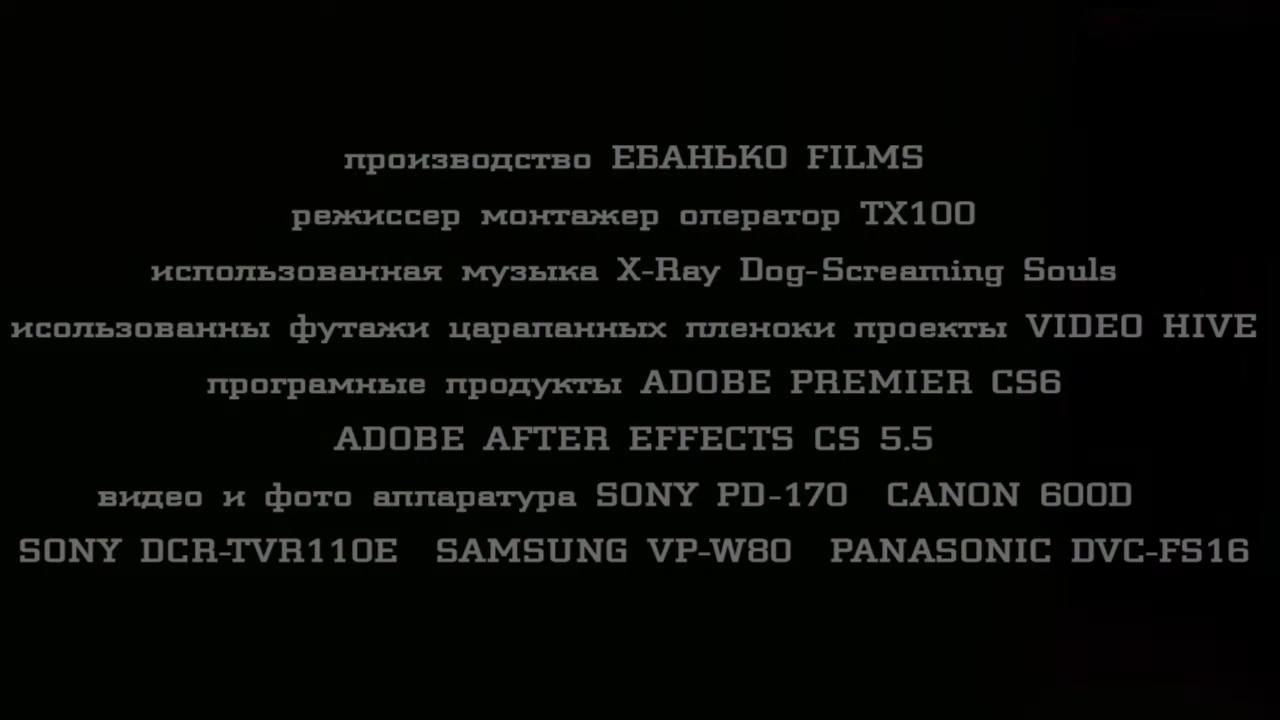 производство ЕБАНЬКО FILMS
режиссер монтажер оператор TX100
использованная музыка X-Ray Dog-Screaming Souls
исользованны футажи царапанных пленоки проекты VIDEO HIVE
програмные продукты ADOBE PREMIER CS6
ADOBE AFTER EFFECTS CS 5.5
видео и фото аппаратура SONY PD-170 CANON 600D
SONY DCR-TVR110E SAMSUNG VP-W80 PANASONIC DVC-FS16